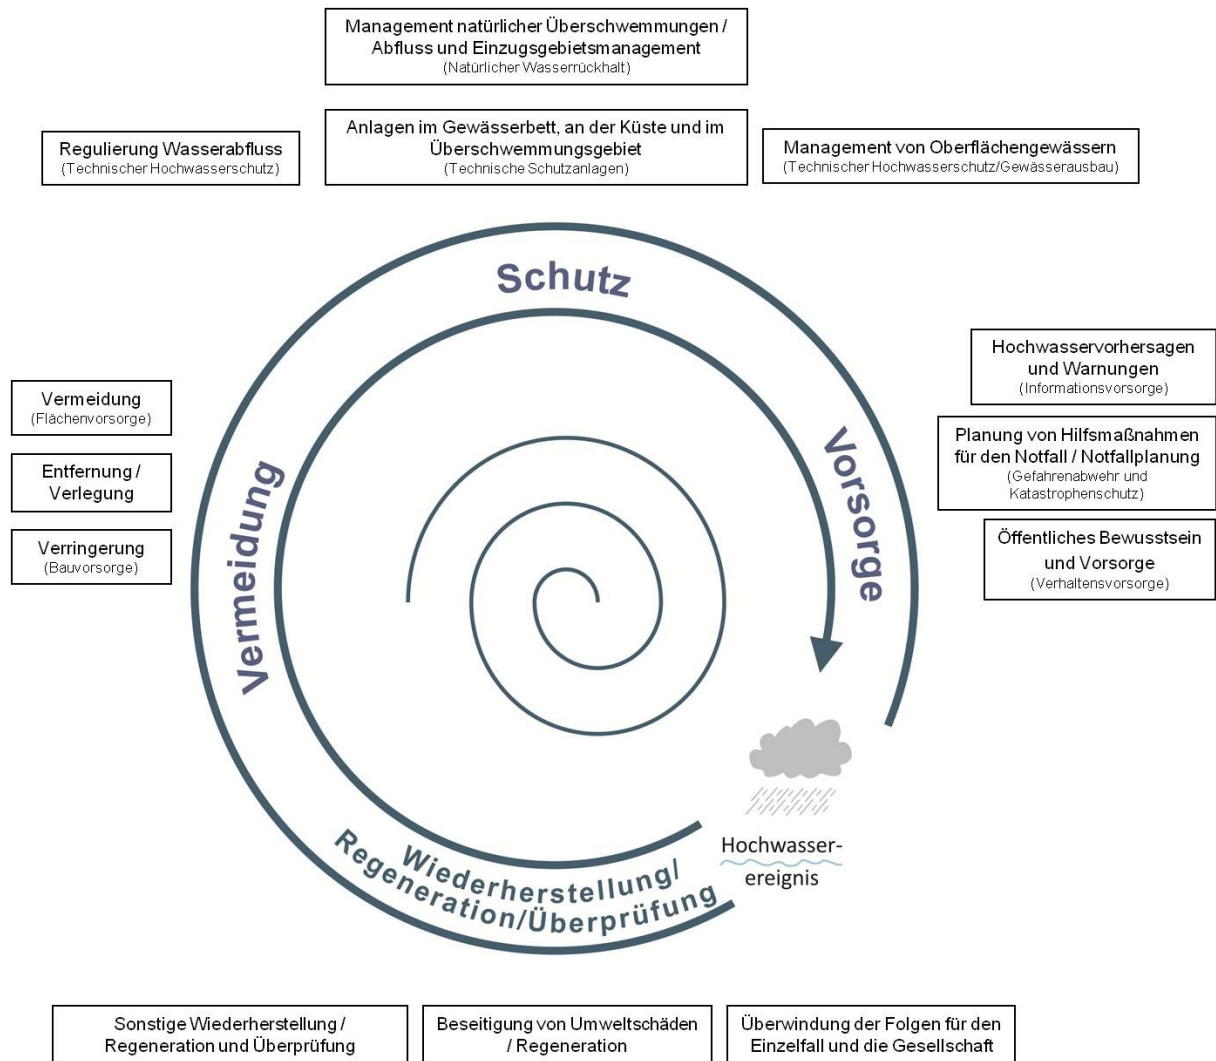 Management natürlicher Überschwemmungen /
Abfluss und Einzugsgebietsmanagement
(Natürlicher Wasserrückhalt)
Regulierung Wasserabfluss
(Technischer Hochwasserschutz)
Anlagen im Gewässerbett, an der Küste und im
Überschwemmungsgebiet
(Technische Schutzanlagen)
Management von Oberflächengewässern
(Technischer Hochwasserschutz/Gewässerausbau)
Schutz
Vorsorge
Vermeidung
Wiederherstellung/
Regeneration/Überprüfung
Hochwasservorhersagen
und Warnungen
(Informationsvorsorge)
Planung von Hilfsmaßnahmen
für den Notfall / Notfallplanung
(Gefahrenabwehr und
Katastrophenschutz)
Öffentliches Bewusstsein
und Vorsorge
(Verhaltensvorsorge)
Vermeidung
(Flächenvorsorge)
Entfernung /
Verlegung
Verringerung
(Bauvorsorge)
Hochwasser-
ereignis
Sonstige Wiederherstellung /
Regeneration und Überprüfung
Beseitigung von Umweltschäden
/ Regeneration
Überwindung der Folgen für den
Einzelfall und die Gesellschaft